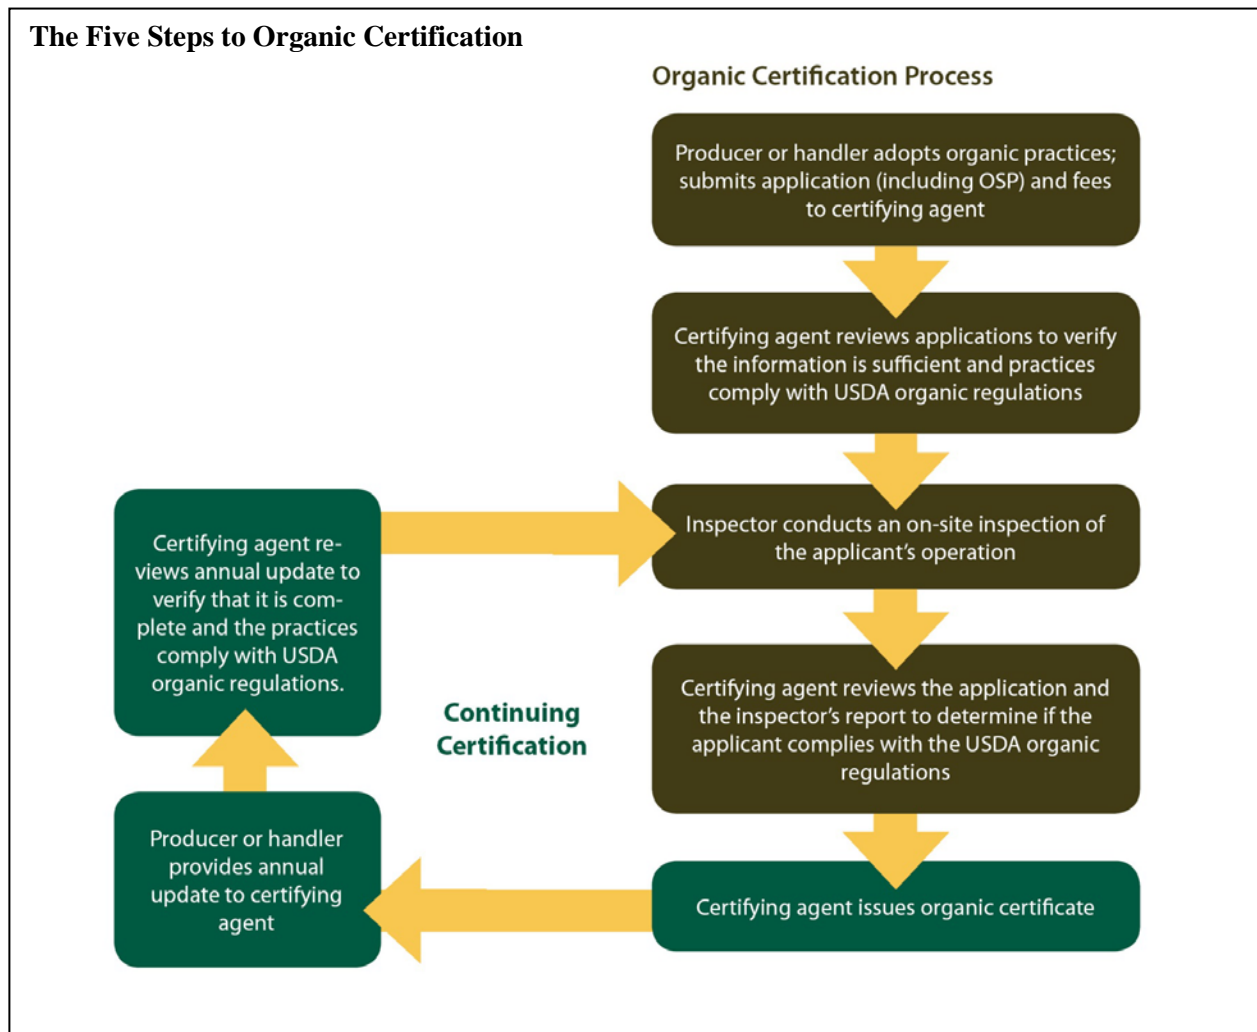 The Five Steps to Organic Certification
Organic Certification Process
Producer or handler adopts organic practices;
submits application (including OSP) and fees
to certifying agent
Certifying agent reviews applications to verify
the information is sufficient and practices
comply with USDA organic regulations
Inspector conducts an on-site inspection of
the applicant's operation
Certifying agent reviews the application and
the inspector's report to determine if the
applicant complies with the USDA organic
regulations
Certifying agent issues organic certificate
Producer or handler
provides annual
update to certifying
agent
Certifying agent re-
views annual update to
verify that it is com-
plete and the practices
comply with USDA
organic regulations.
Continuing
Certification